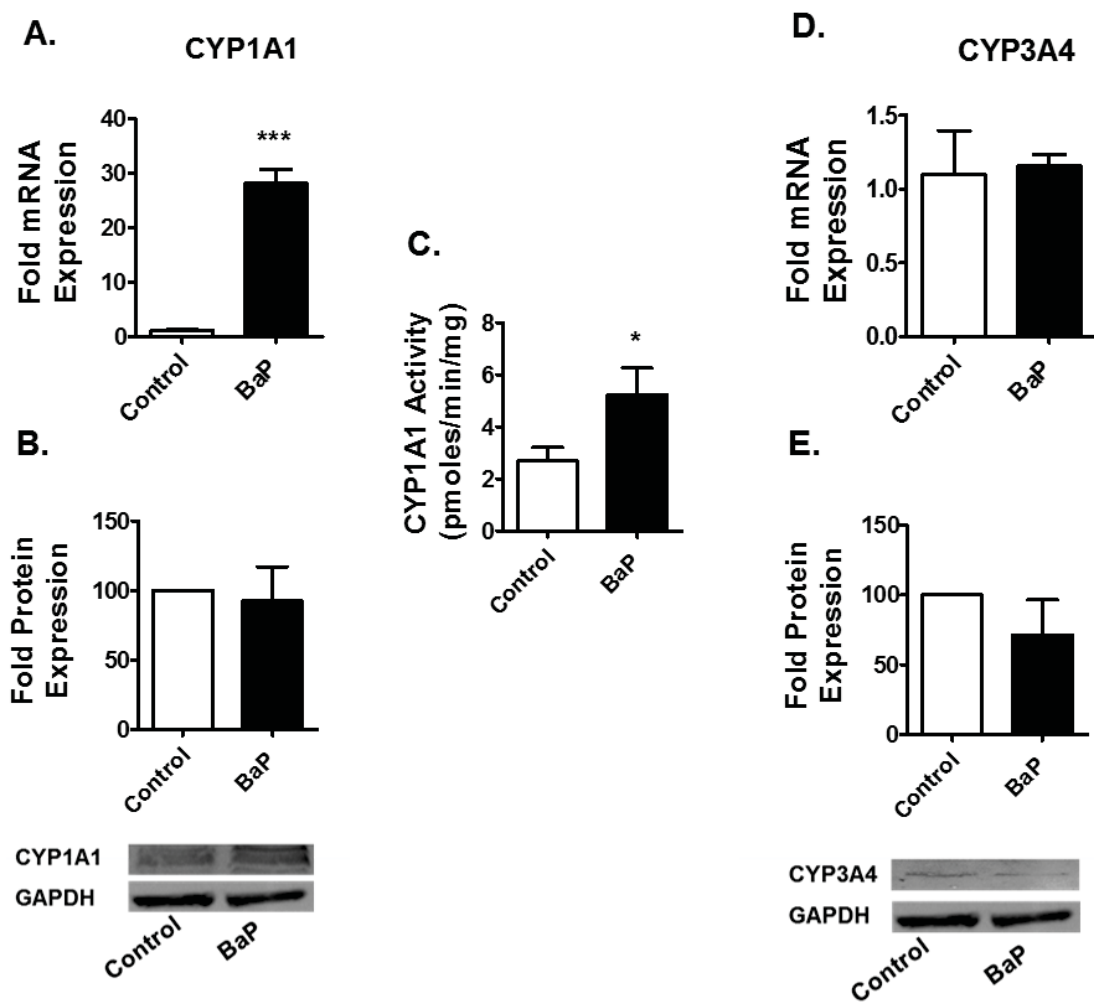 A.
CYP1A1
Fold mRNA
Expression
40
30
20
10
0
***
Control
BaP
B.
Fold Protein
Expression
150
100
50
0
Control
BaP
CYP1A1
GAPDH
Control
BaP
C.
CYP1A1 Activity
(pmoles/min/mg)
8
6
4
2
0
*
Control
BaP
D.
CYP3A4
Fold mRNA
Expression
1.5
1.0
0.5
0.0
Control
BaP
E.
Fold Protein
Expression
150
100
50
0
Control
BaP
CYP3A4
GAPDH
Control
BaP